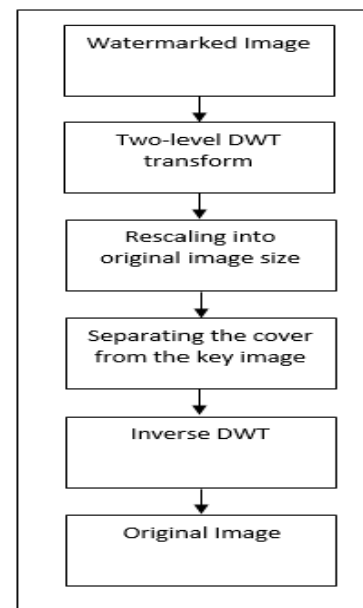 Watermarked Image
Two-level DWT
transform
Rescaling into
original image size
Separating the cover
from the key image
Inverse DWT
Original Image